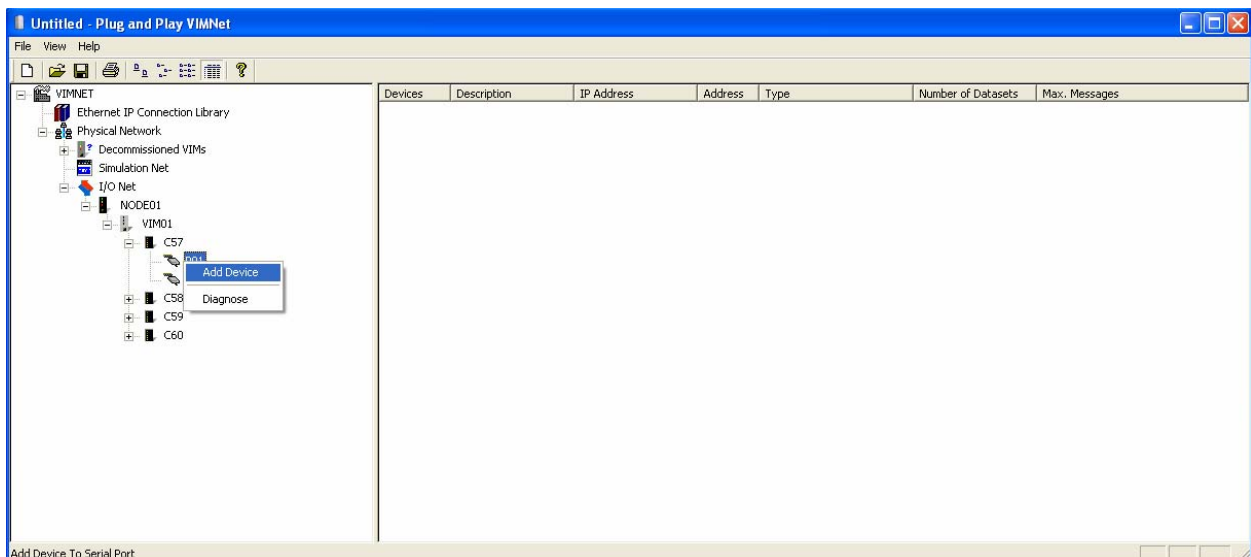 Untitled - Plug and Play VIMNet
File View Help
VIMNET
Ethernet IP Connection Library
Physical Network
Decommissioned VIMs
Simulation Net
I/O Net
NODE01
VIM01
C57
Add Device
Diagnose
C58
C59
C60
Devices Description IP Address Address Type Number of Datasets Max. Messages
Add Device To Serial Port